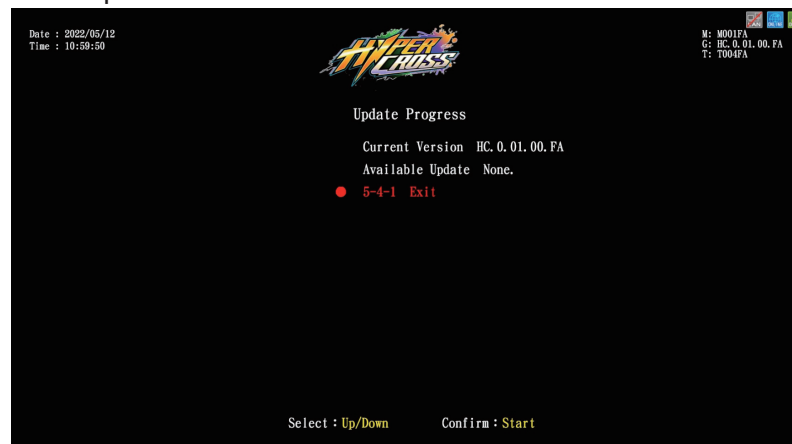 Date : 2022/05/12
Time : 10:59:50
HYPER
CROSS
M: M001FA
G: HC.0.01.00.FA
T: T004FA
Update Progress
Current Version HC.0.01.00.FA
Available Update None.
5-4-1 Exit
Select：Up/Down Confirm：Start